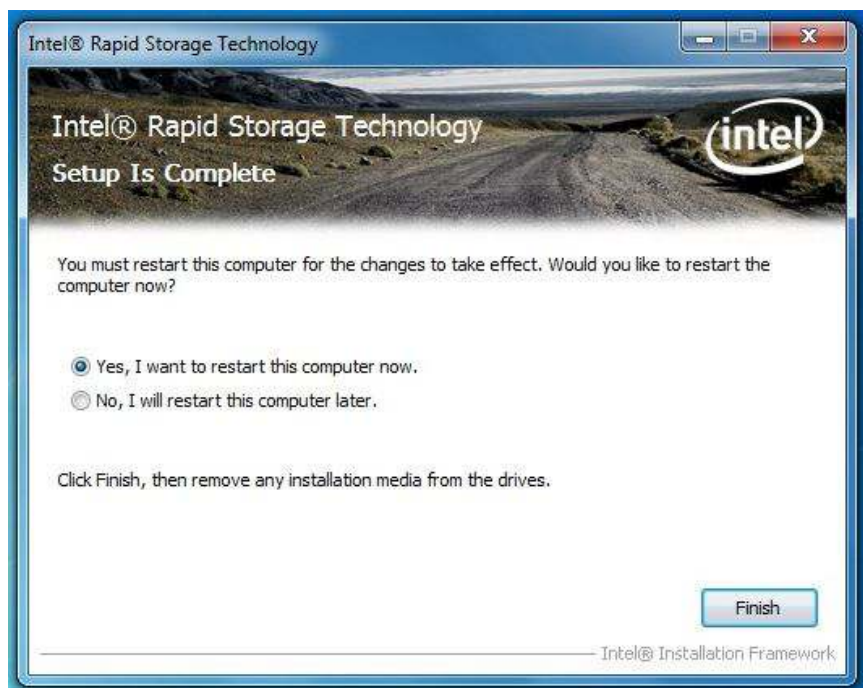 Intel® Rapid Storage Technology
Intel® Rapid Storage Technology
Setup Is Complete
intel
You must restart this computer for the changes to take effect. Would you like to restart the
computer now?
Yes, I want to restart this computer now.
No, I will restart this computer later.
Click Finish, then remove any installation media from the drives.
Finish
Intel® Installation Framework